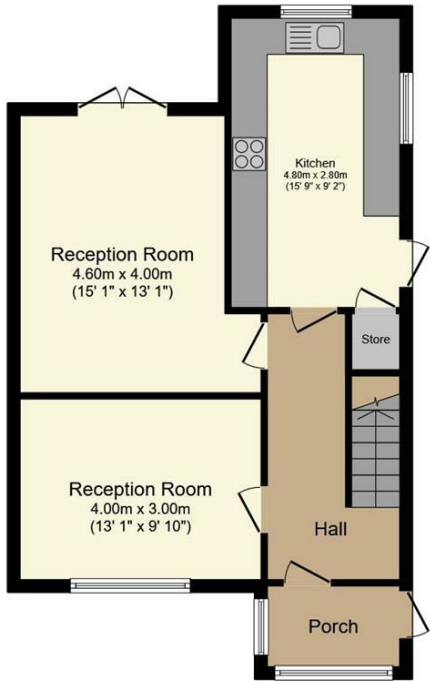 Kitchen
4.80m x 2.80m
(15' 9" x 9' 2")
Reception Room
4.60m x 4.00m
(15' 1" x 13' 1")
Store
Reception Room
4.00m x 3.00m
(13' 1" x 9' 10")
Hall
Porch